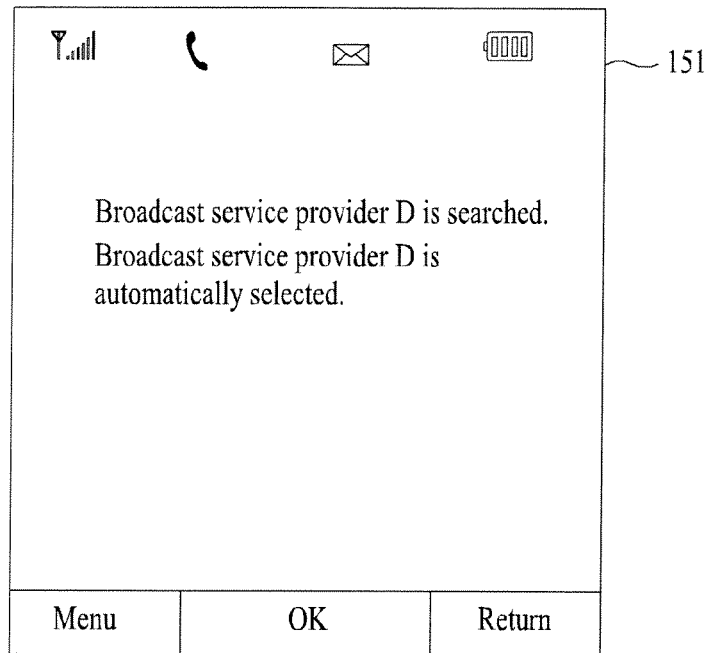 151
Broadcast service provider D is searched.
Broadcast service provider D is
automatically selected.
Menu OK Return